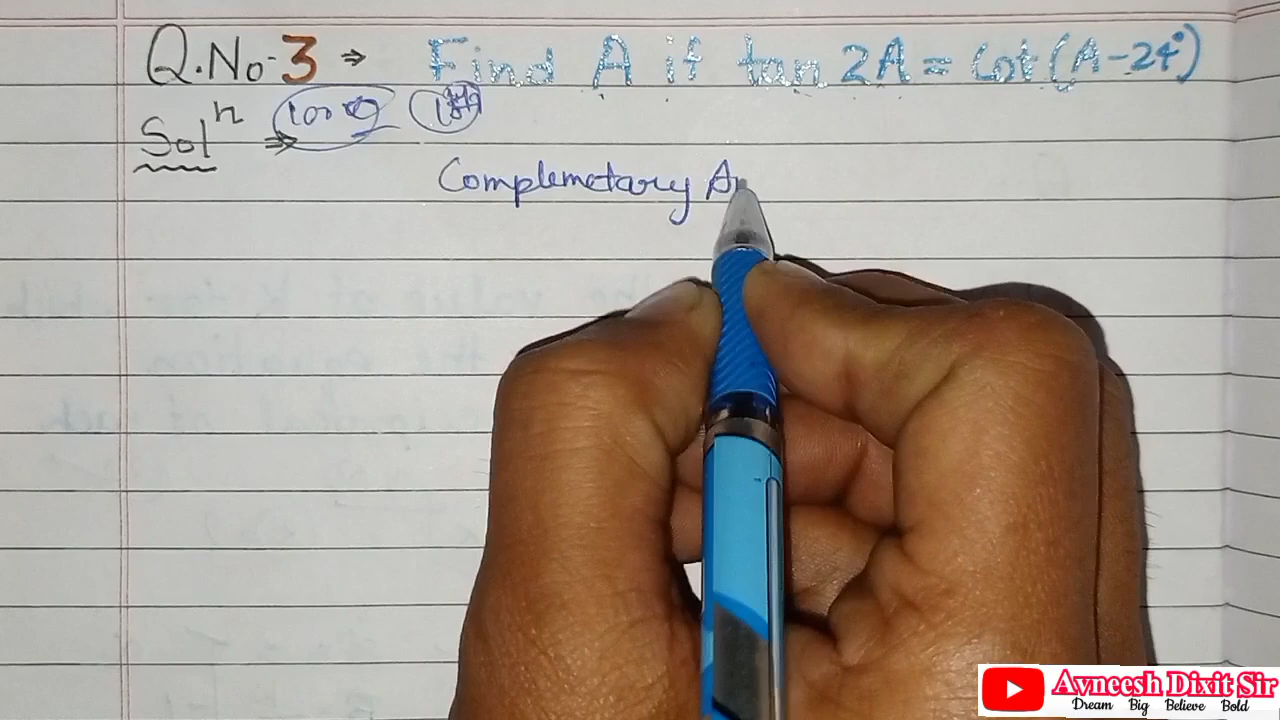 Q.No-3 ⇒ Find A if tan 2A = Cot(A-24°)
Solⁿ ⇒
Complemetary A
Avneesh Dixit Sir
Dream Big Believe Bold